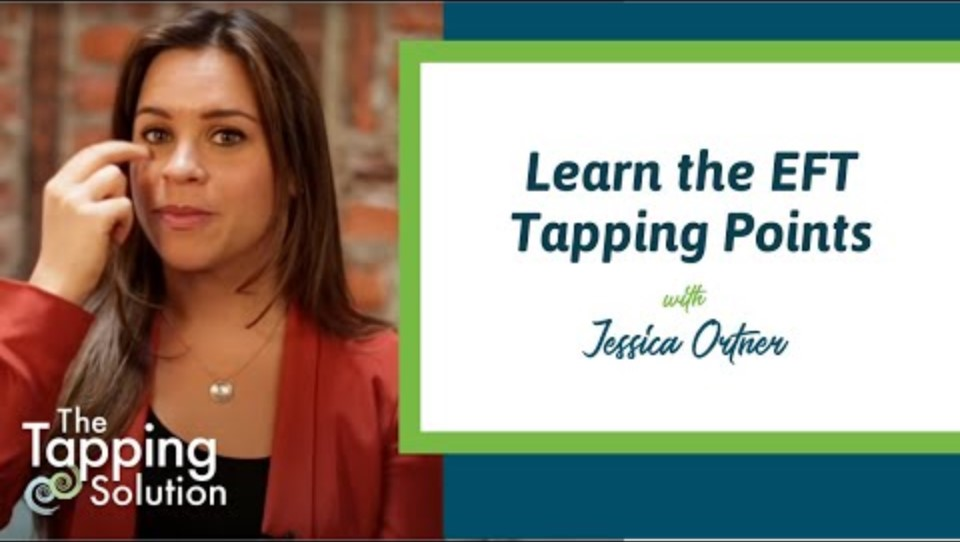 Learn the EFT
Tapping Points
with
Jessica Ortner
The
Tapping
Solution